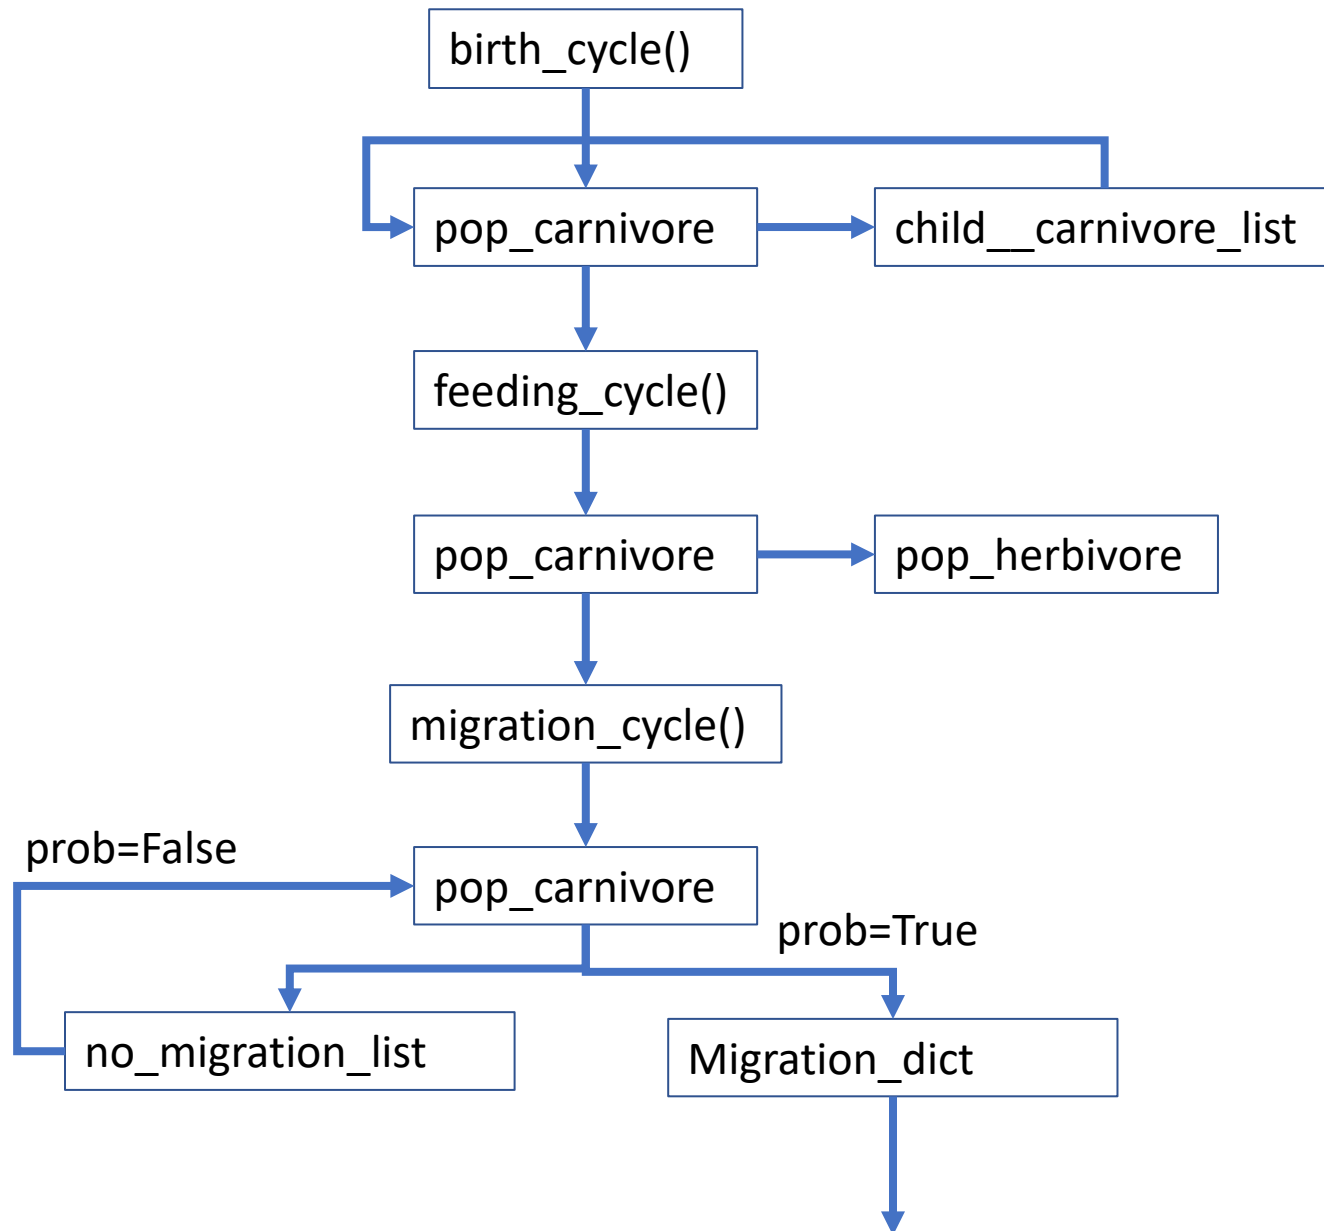 birth_cycle()
pop_carnivore
child__carnivore_list
feeding_cycle()
pop_carnivore
pop_herbivore
migration_cycle()
prob=False
pop_carnivore
prob=True
no_migration_list
Migration_dict